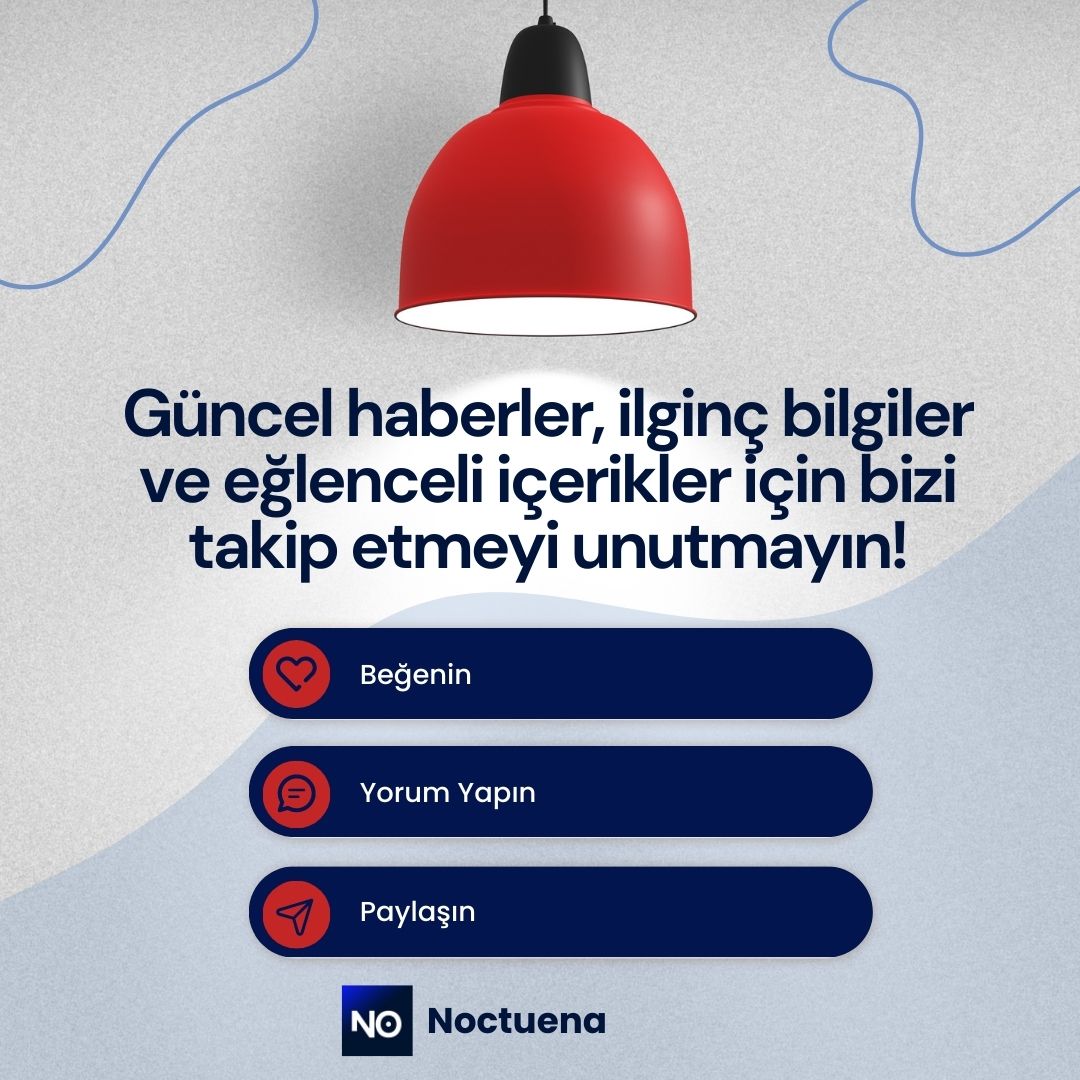 Güncel haberler, ilginç bilgiler
ve eğlenceli içerikler için bizi
takip etmeyi unutmayın!
Beğenin
Yorum Yapın
Paylaşın
NO Noctuena